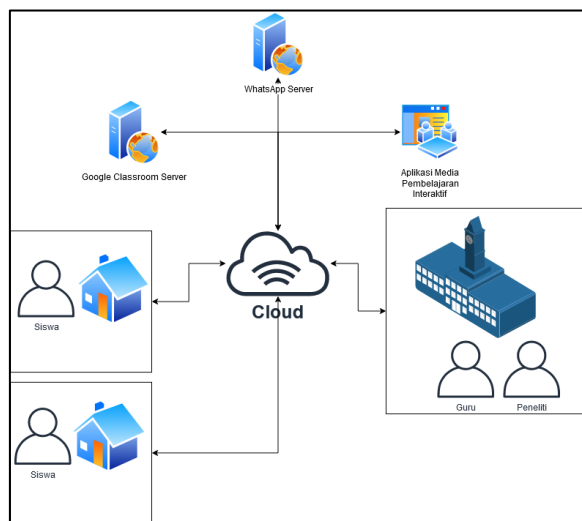 WhatsApp Server
Google Classroom Server
Aplikasi Media
Pembelajaran
Interaktif
Siswa
Cloud
Guru
Peneliti
Siswa